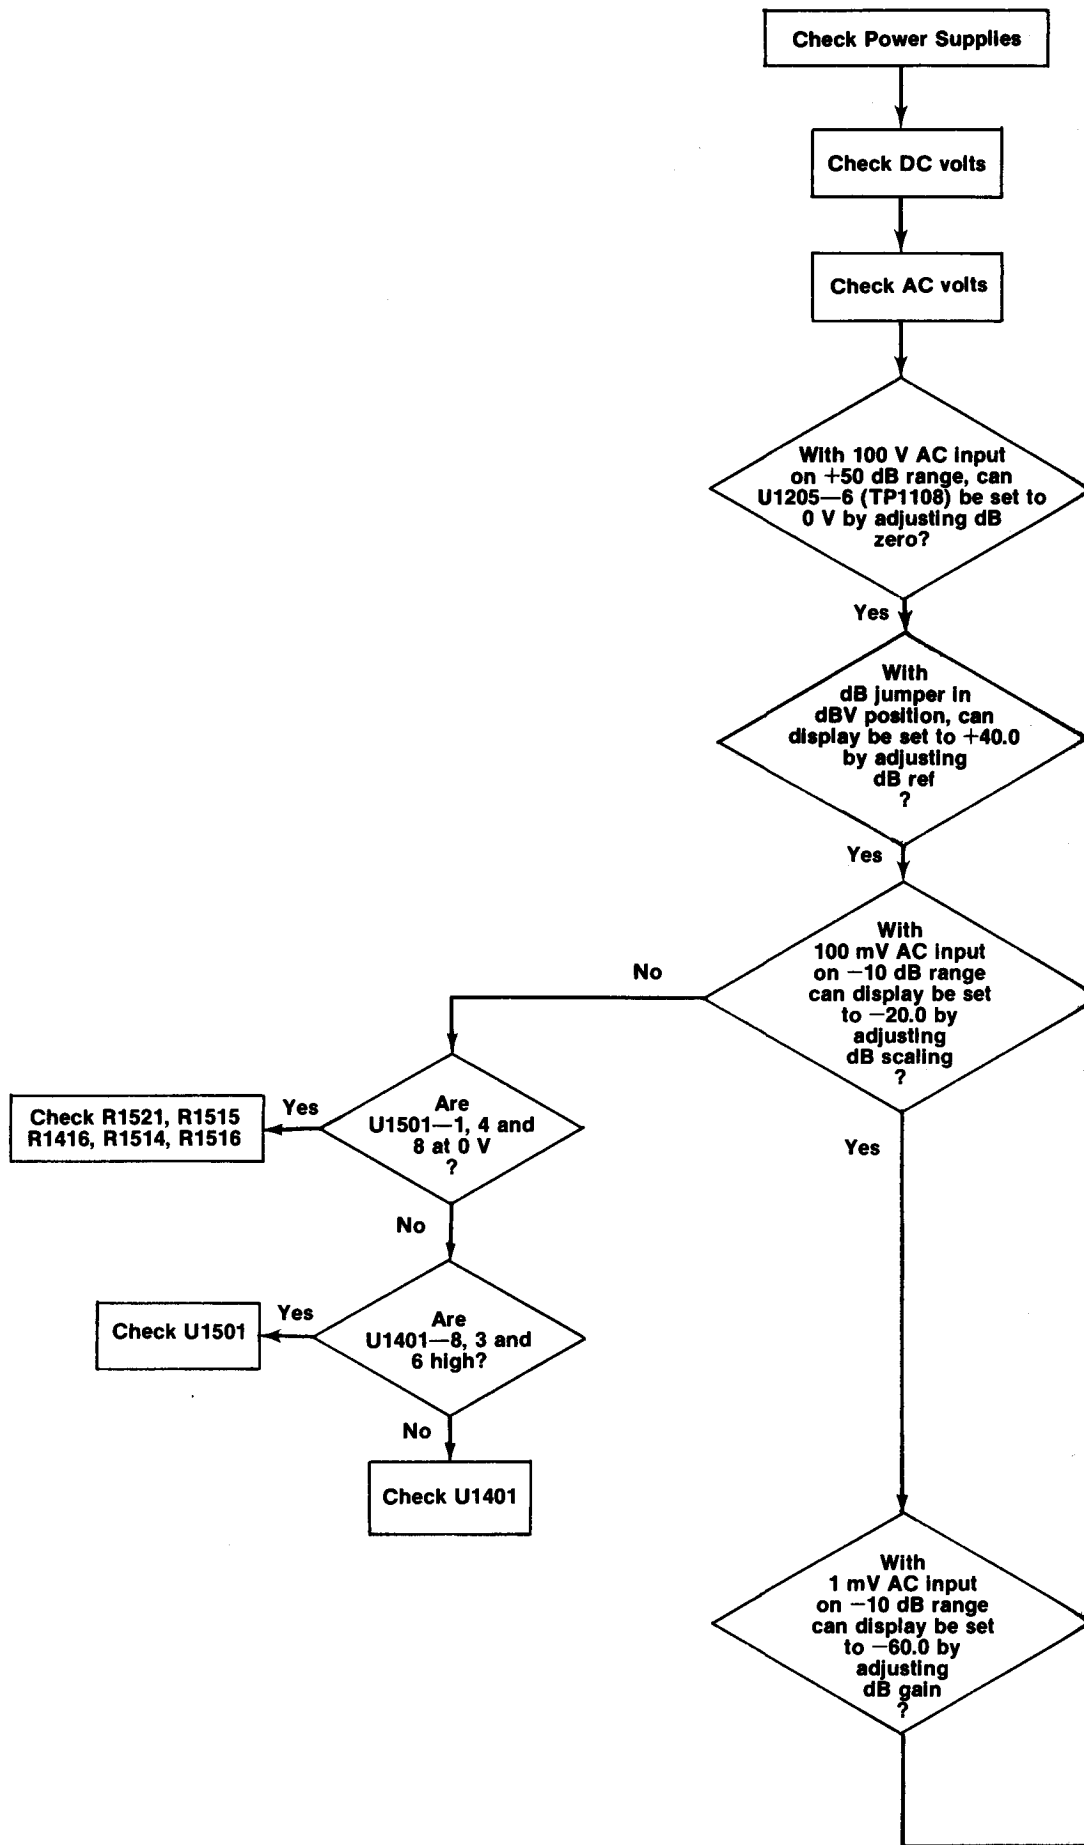 Check Power Supplies
Check DC volts
Check AC volts
With 100 V AC input
on +50 dB range, can
U1205—6 (TP1108) be set to
0 V by adjusting dB
zero?
Yes
With
dB jumper in
dBV position, can
display be set to +40.0
by adjusting
dB ref
?
Yes
With
100 mV AC input
on −10 dB range
can display be set
to −20.0 by
adjusting
dB scaling
?
No
Yes
Are
U1501—1, 4 and
8 at 0 V
?
Yes
Check R1521, R1515
R1416, R1514, R1516
No
Are
U1401—8, 3 and
6 high?
Yes
Check U1501
No
Check U1401
With
1 mV AC input
on −10 dB range
can display be set
to −60.0 by
adjusting
dB gain
?